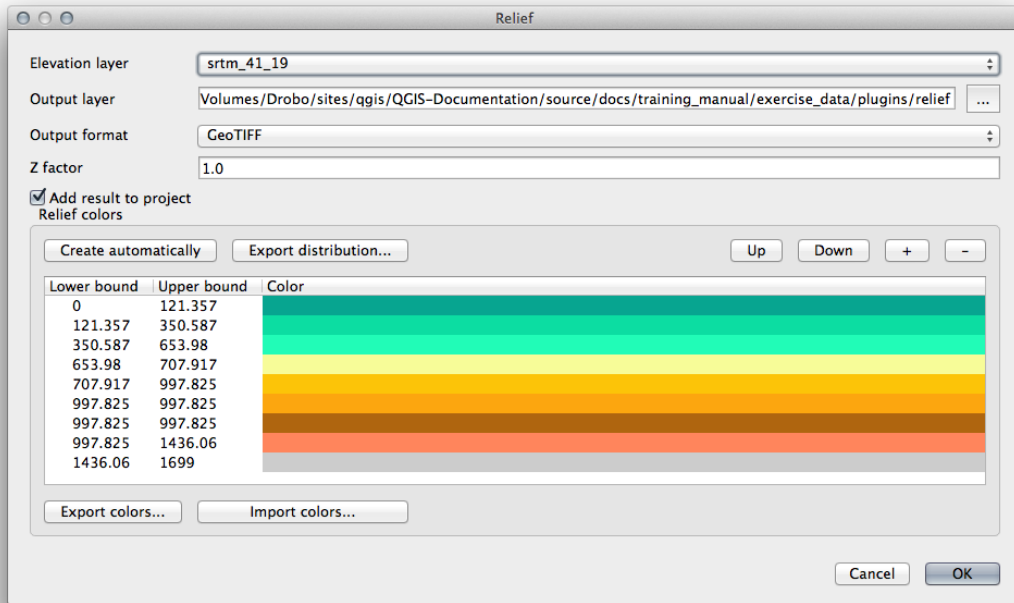 Relief
Elevation layer srtm_41_19
Output layer Volumes/Drobo/sites/qgis/QGIS-Documentation/source/docs/training_manual/exercise_data/plugins/relief ...
Output format GeoTIFF
Z factor 1.0
Add result to project
Relief colors
Create automatically Export distribution... Up Down + -
Lower bound Upper bound Color
0 121.357
121.357 350.587
350.587 653.98
653.98 707.917
707.917 997.825
997.825 997.825
997.825 997.825
997.825 1436.06
1436.06 1699
Export colors... Import colors...
Cancel OK